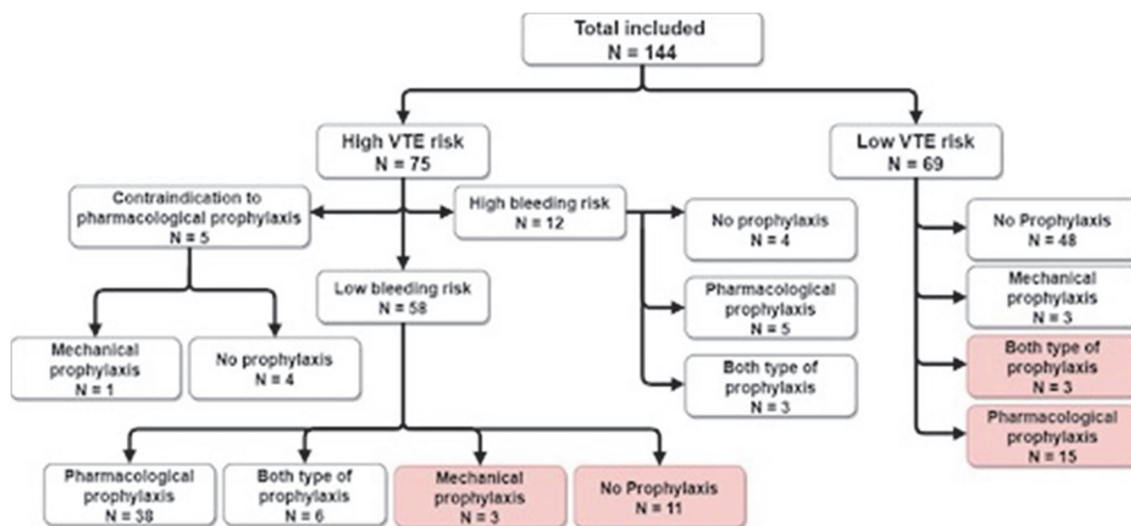 Total included
N = 144
High VTE risk
N = 75
Low VTE risk
N = 69
Contraindication to
pharmacological prophylaxis
N = 5
High bleeding risk
N = 12
No prophylaxis
N = 4
No Prophylaxis
N = 48
Low bleeding risk
N = 58
Pharmacological
prophylaxis
N = 5
Mechanical
prophylaxis
N = 3
Mechanical
prophylaxis
N = 1
No prophylaxis
N = 4
Both type of
prophylaxis
N = 3
Both type of
prophylaxis
N = 3
Pharmacological
prophylaxis
N = 15
Pharmacological
prophylaxis
N = 38
Both type of
prophylaxis
N = 6
Mechanical
prophylaxis
N = 3
No Prophylaxis
N = 11